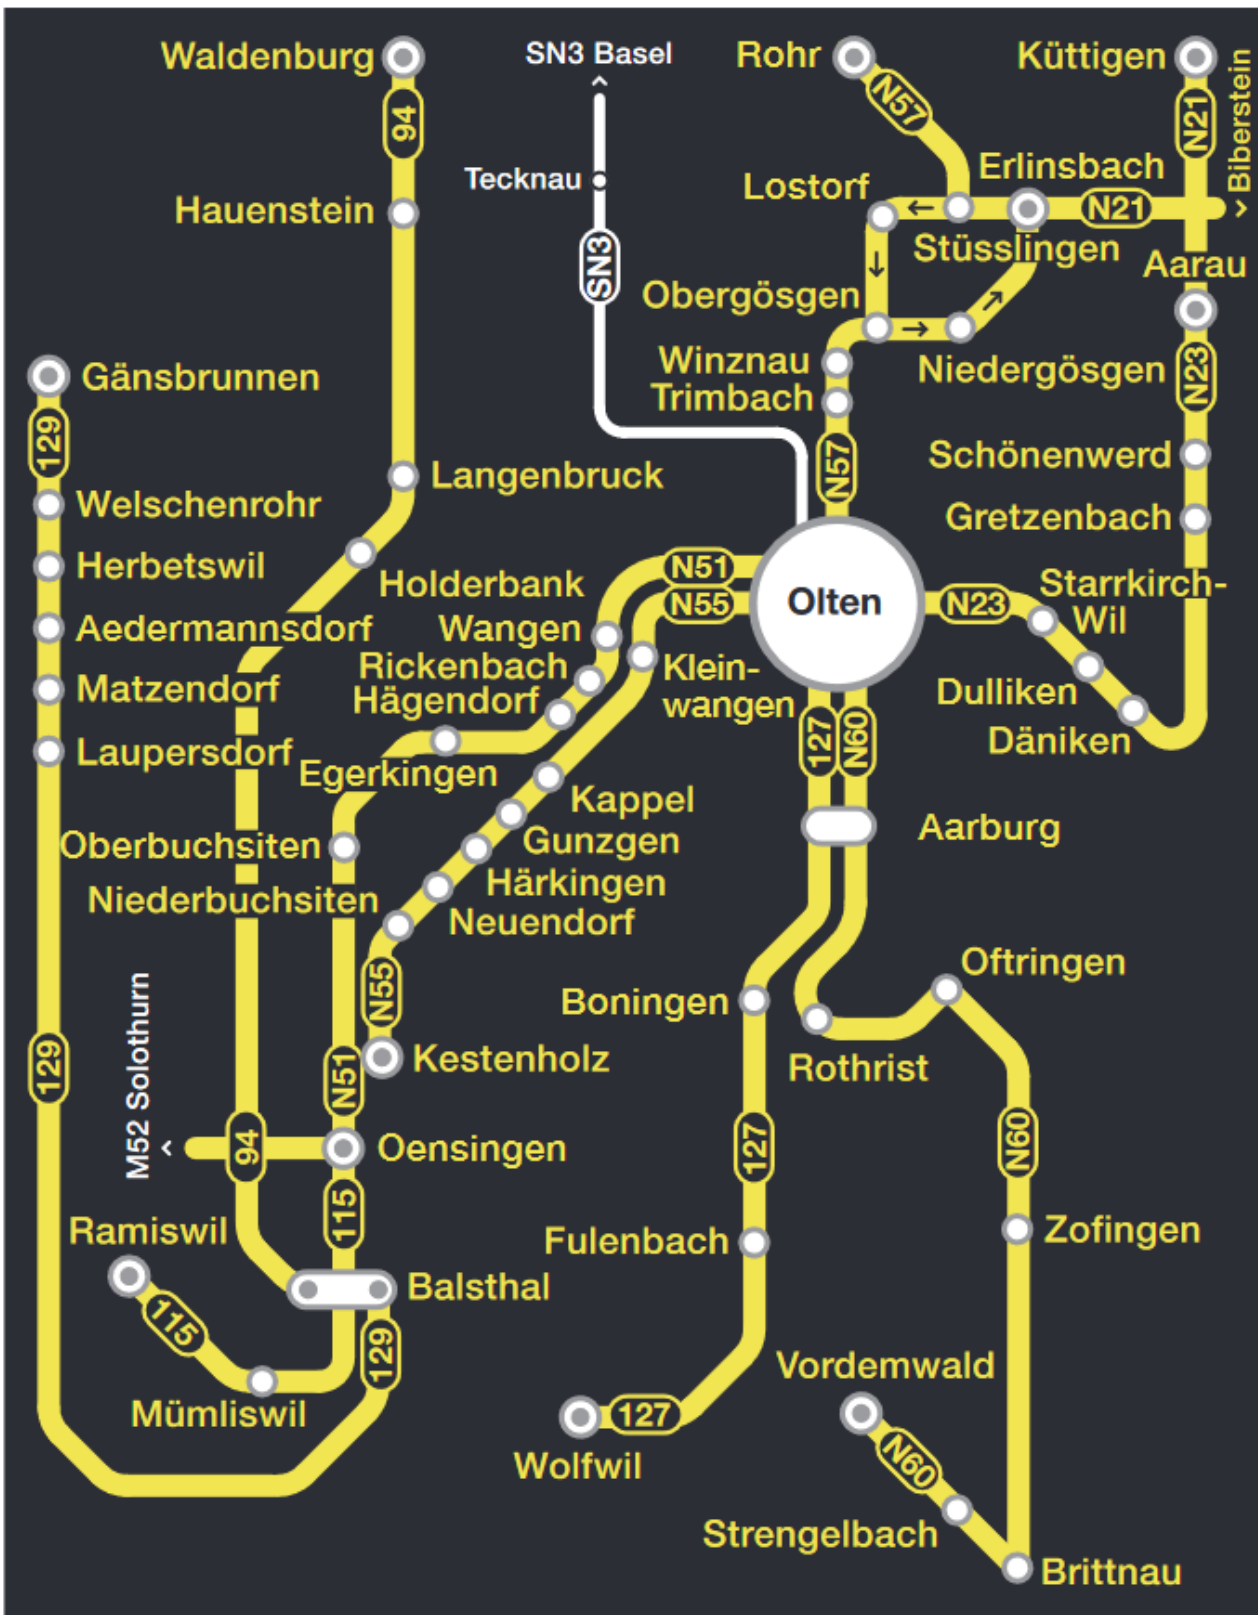 Waldenburg
SN3 Basel
Rohr
Küttigen
94
N57
N21
Biberstein
Tecknau
Erlinsbach
Lostorf
Hauenstein
N21
Stüsslingen
Aarau
SN3
Obergösgen
Winznau
Niedergösgen
N23
Gänsbrunnen
Trimbach
129
Schönenwerd
Langenbruck
N57
Welschenrohr
Gretzenbach
Herbetswil
Holderbank
N51
Starrkirch-
Wil
N55
Olten
N23
Aedermannsdorf
Wangen
Rickenbach
Klein-
wangen
Matzendorf
Hägendorf
Dulliken
Däniken
Laupersdorf
127
N60
Egerkingen
Kappel
Aarburg
Oberbuchsiten
Gunzgen
Härkingen
Niederbuchsiten
Neuendorf
Oftringen
N55
Boningen
M52 Solothurn
129
N51
Kestenholz
Rothrist
94
Oensingen
127
N60
115
Ramiswil
Fulenbach
Zofingen
Balsthal
115
129
Vordemwald
Mümliswil
127
Wolfwil
N60
Strengelbach
Brittnau